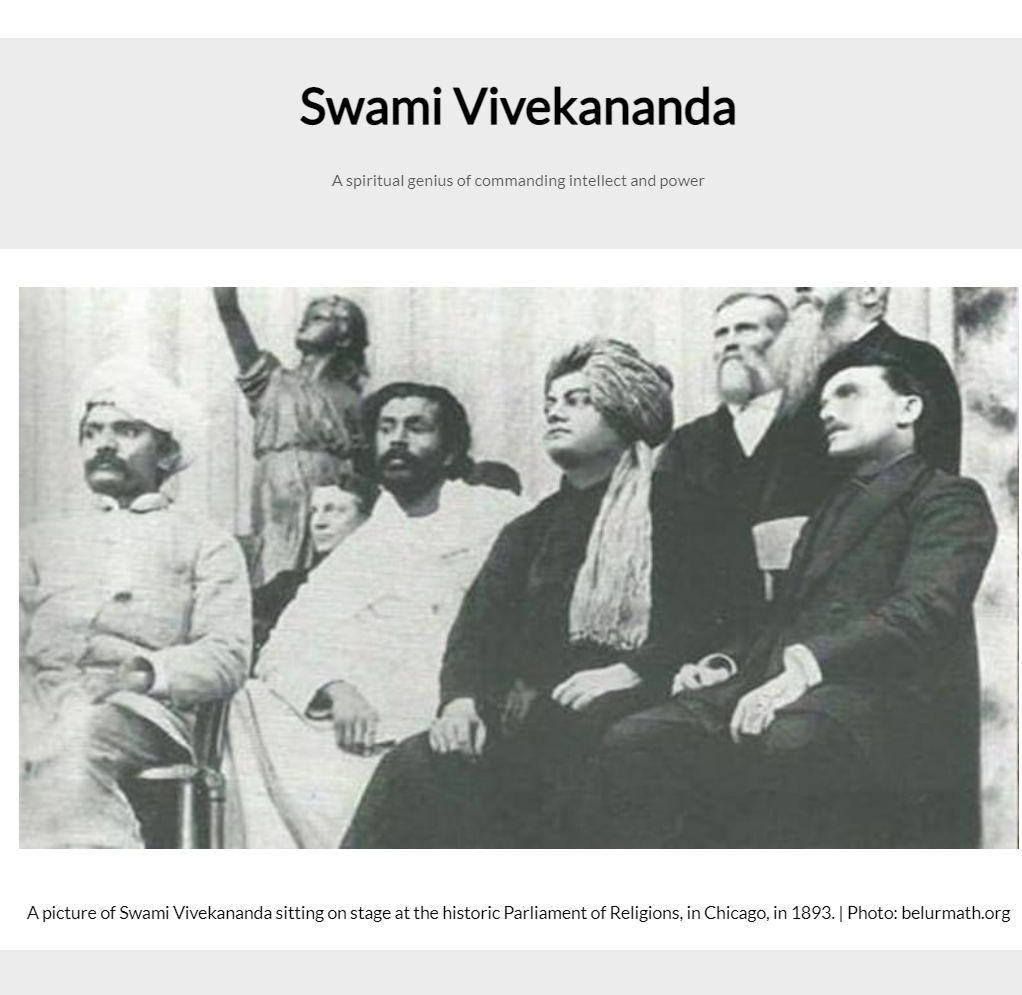 Swami Vivekananda
A spiritual genius of commanding intellect and power
A picture of Swami Vivekananda sitting on stage at the historic Parliament of Religions, in Chicago, in 1893. | Photo: belurmath.org